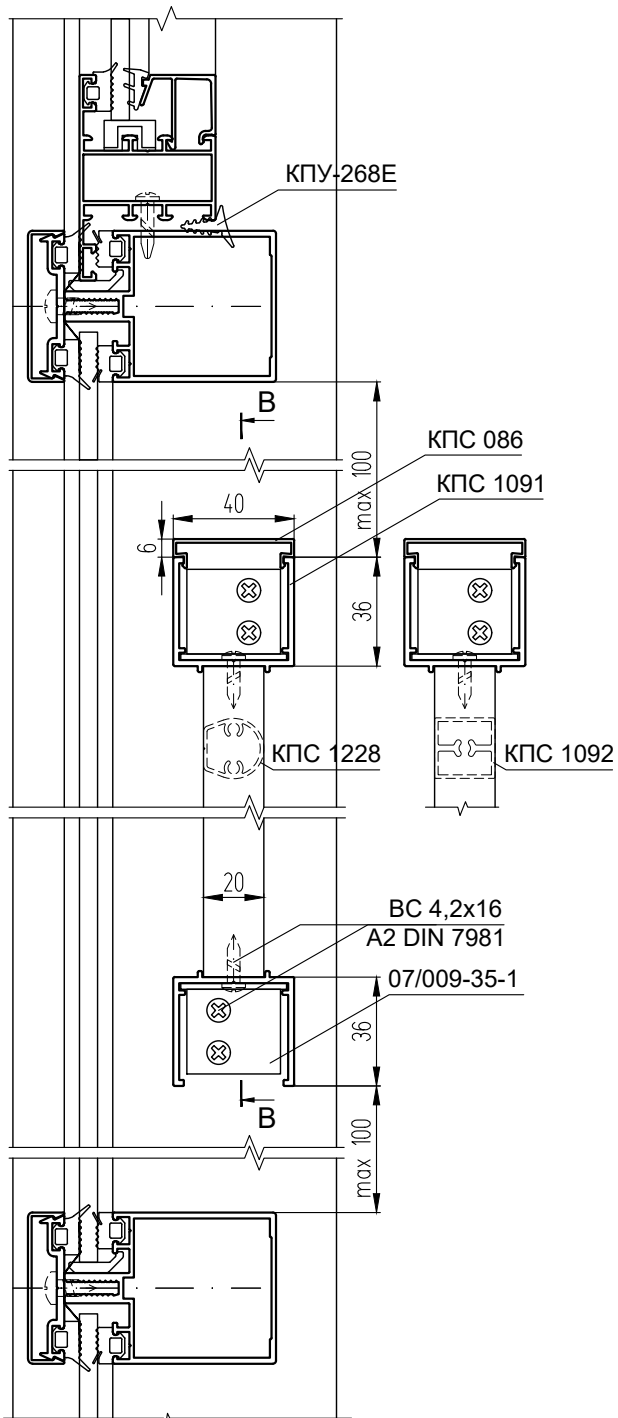 КПУ-268Е
В
max 100
КПС 086
КПС 1091
40
6
36
КПС 1228
КПС 1092
20
ВС 4,2х16
А2 DIN 7981
07/009-35-1
36
В
max 100